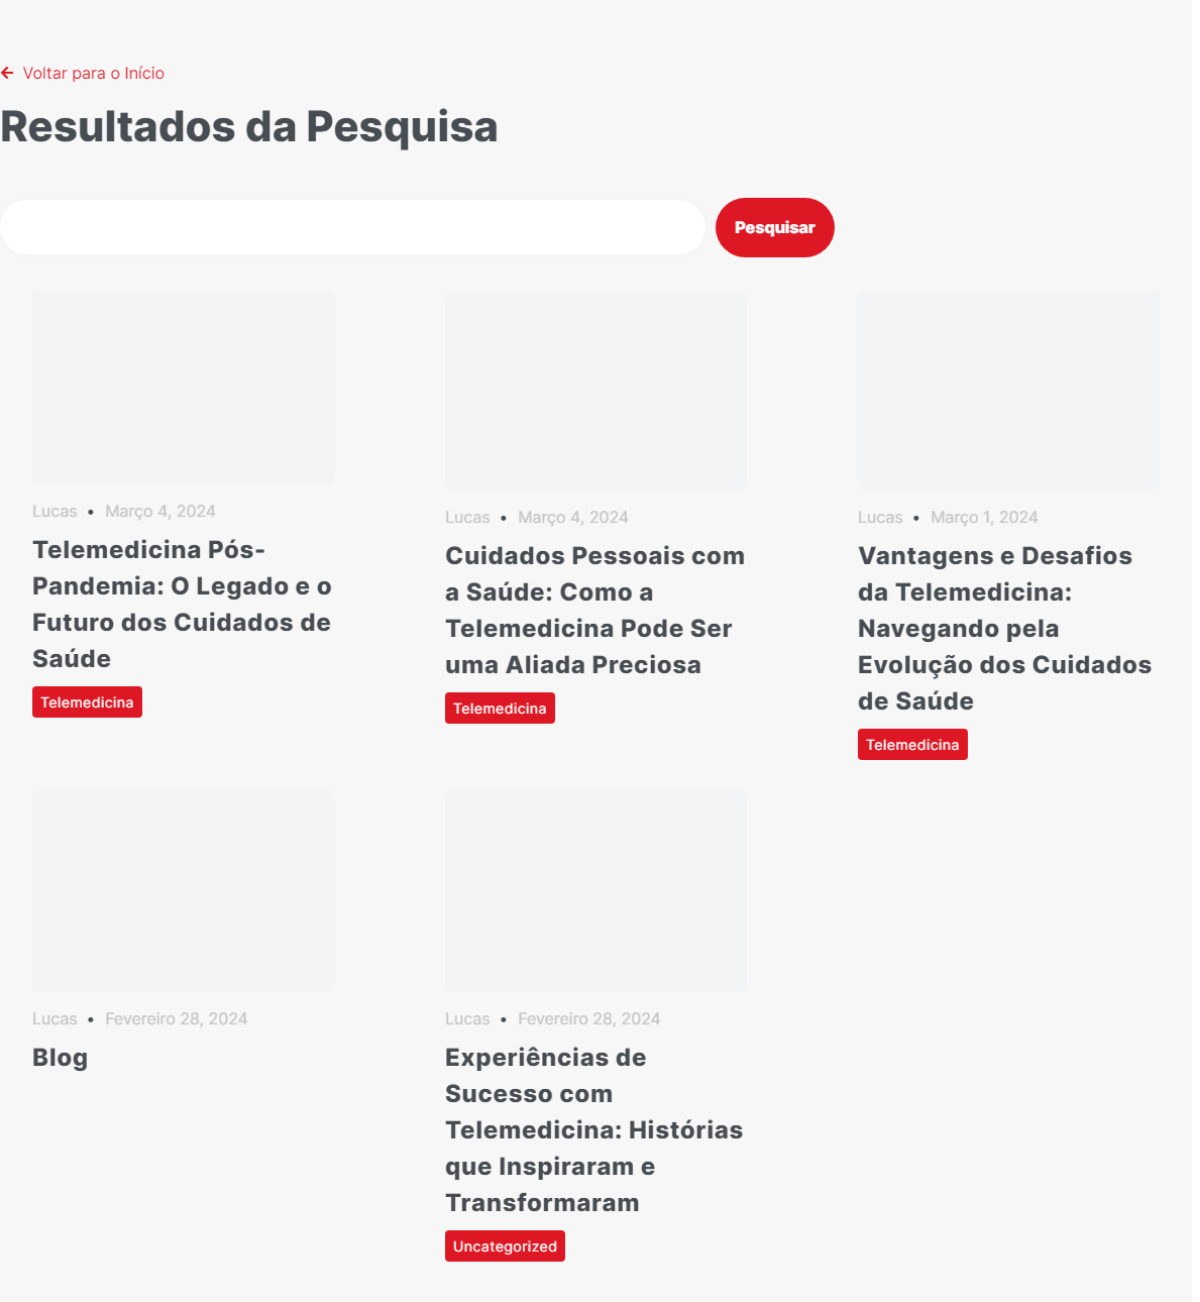 Voltar para o Início
Resultados da Pesquisa
Pesquisar
Lucas • Março 4, 2024
Telemedicina Pós-
Pandemia: O Legado e o
Futuro dos Cuidados de
Saúde
Telemedicina
Lucas • Março 4, 2024
Cuidados Pessoais com
a Saúde: Como a
Telemedicina Pode Ser
uma Aliada Preciosa
Telemedicina
Lucas • Março 1, 2024
Vantagens e Desafios
da Telemedicina:
Navegando pela
Evolução dos Cuidados
de Saúde
Telemedicina
Lucas • Fevereiro 28, 2024
Blog
Lucas • Fevereiro 28, 2024
Experiências de
Sucesso com
Telemedicina: Histórias
que Inspiraram e
Transformaram
Uncategorized